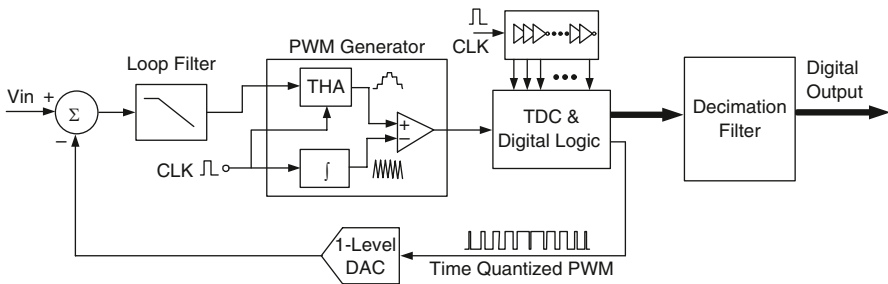 CLK
PWM Generator
Loop Filter
Digital
Output
Vin
+
Σ
−
THA
+
−
TDC &
Digital Logic
Decimation
Filter
CLK
∫
1-Level
DAC
Time Quantized PWM